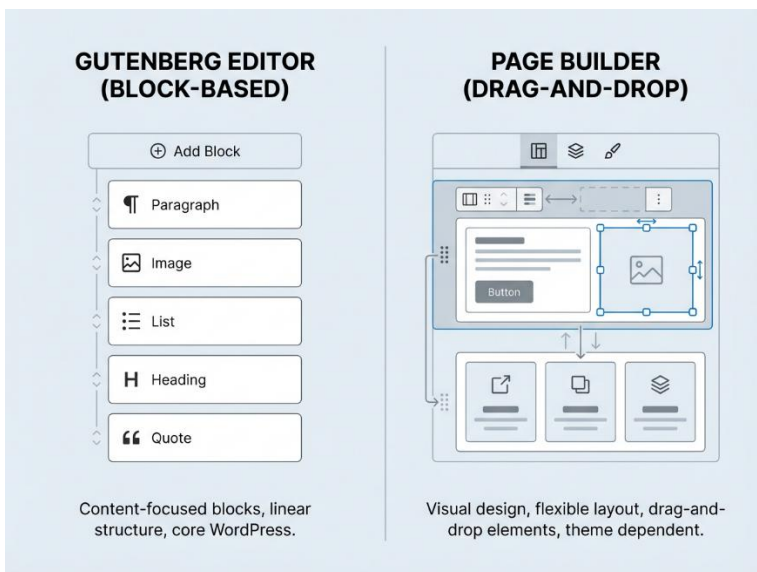 GUTENBERG EDITOR
(BLOCK-BASED)
Add Block
Paragraph
Image
List
H Heading
Quote
Content-focused blocks, linear
structure, core WordPress.
PAGE BUILDER
(DRAG-AND-DROP)
Button
Visual design, flexible layout, drag-and-
drop elements, theme dependent.